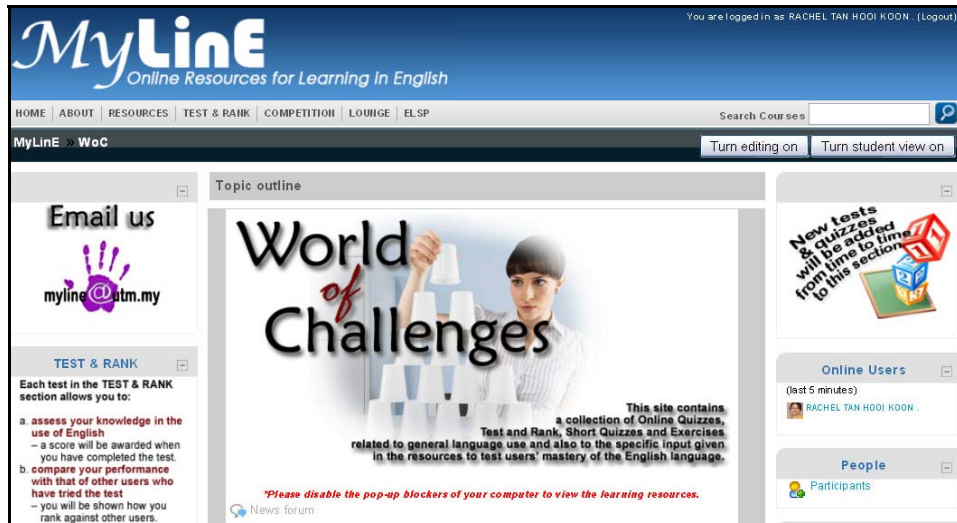 You are logged in as RACHEL TAN HOOI KOON . (Logout)
MyLinE
Online Resources for Learning in English
HOME ABOUT RESOURCES TEST & RANK COMPETITION LOUNGE ELSP
Search Courses
MyLinE » WoC
Turn editing on Turn student view on
Email us
myline@utm.my
TEST & RANK
Each test in the TEST & RANK
section allows you to:
a. assess your knowledge in the
use of English
– a score will be awarded when
you have completed the test.
b. compare your performance
with that of other users who
have tried the test
– you will be shown how you
rank against other users.
Topic outline
World
of
Challenges
This site contains
a collection of Online Quizzes,
Test and Rank, Short Quizzes and Exercises
related to general language use and also to the specific input given
in the resources to test users' mastery of the English language.
*Please disable the pop-up blockers of your computer to view the learning resources.
News forum
New tests
& quizzes
will be added
from time to time
to this section
Online Users
(last 5 minutes)
RACHEL TAN HOOI KOON .
People
Participants